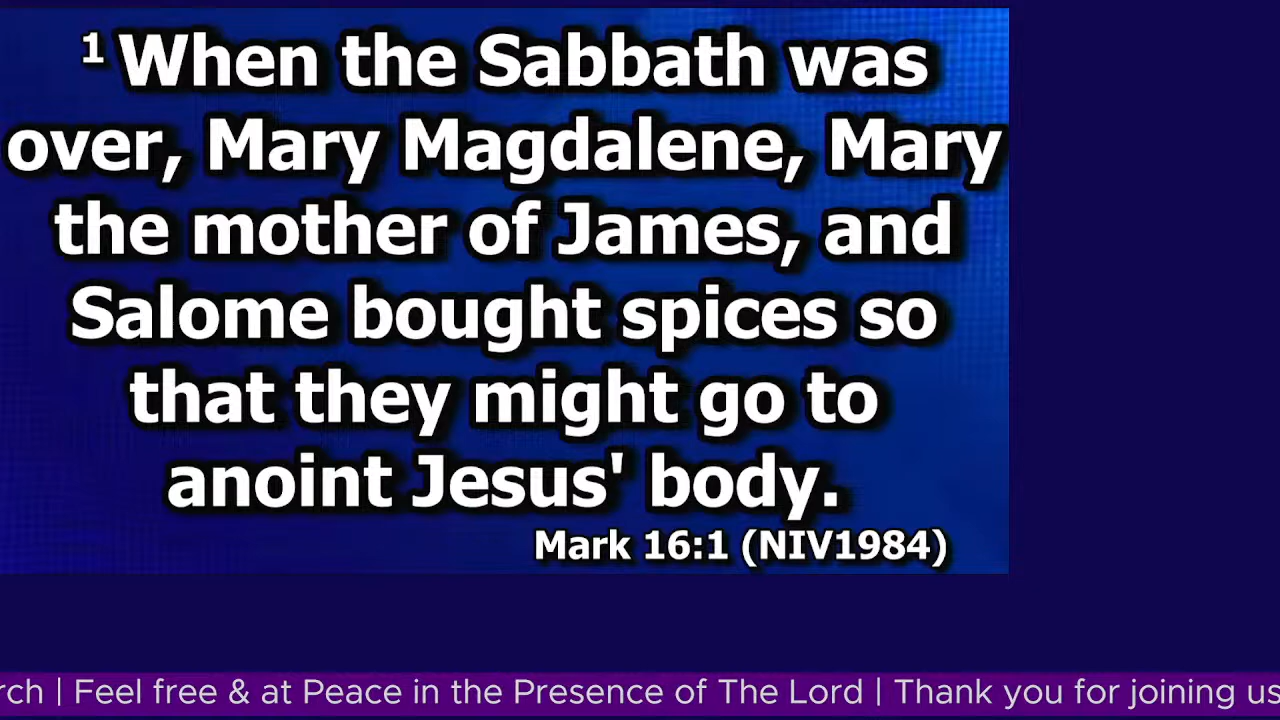 1 When the Sabbath was
over, Mary Magdalene, Mary
the mother of James, and
Salome bought spices so
that they might go to
anoint Jesus' body.
Mark 16:1 (NIV1984)
rch | Feel free & at Peace in the Presence of The Lord | Thank you for joining us